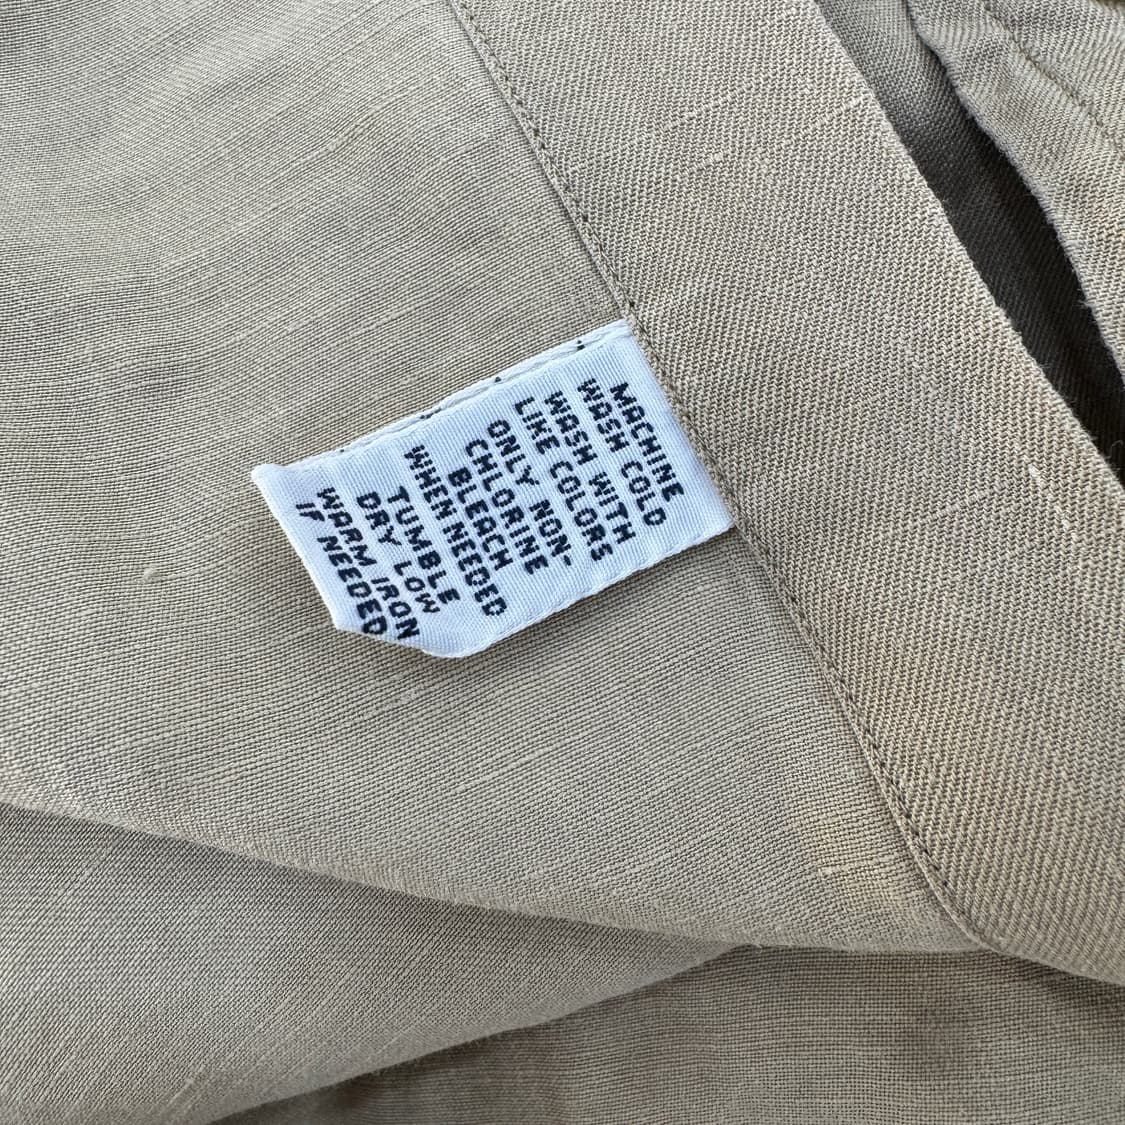 MACHINE
WASH COLD
WASH WITH
LIKE COLORS
ONLY NON-
CHLORINE
BLEACH
WHEN NEEDED
TUMBLE
DRY LOW
WARM IRON
IF NEEDED